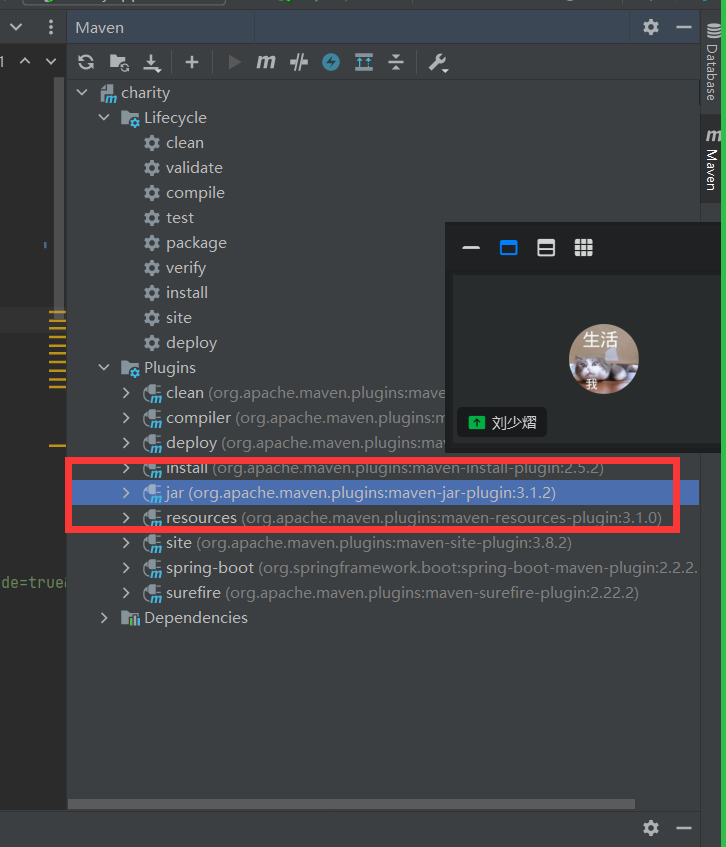 Maven
1
Database
Maven
charity
Lifecycle
clean
validate
compile
test
package
verify
install
site
deploy
Plugins
clean (org.apache.maven.plugins:mave
compiler (org.apache.maven.plugins:m
deploy (org.apache.maven.plugins:ma
install (org.apache.maven.plugins:maven-install-plugin:2.5.2)
jar (org.apache.maven.plugins:maven-jar-plugin:3.1.2)
resources (org.apache.maven.plugins:maven-resources-plugin:3.1.0)
site (org.apache.maven.plugins:maven-site-plugin:3.8.2)
spring-boot (org.springframework.boot:spring-boot-maven-plugin:2.2.2.
surefire (org.apache.maven.plugins:maven-surefire-plugin:2.22.2)
Dependencies
de=true&
生活
我
刘少熠